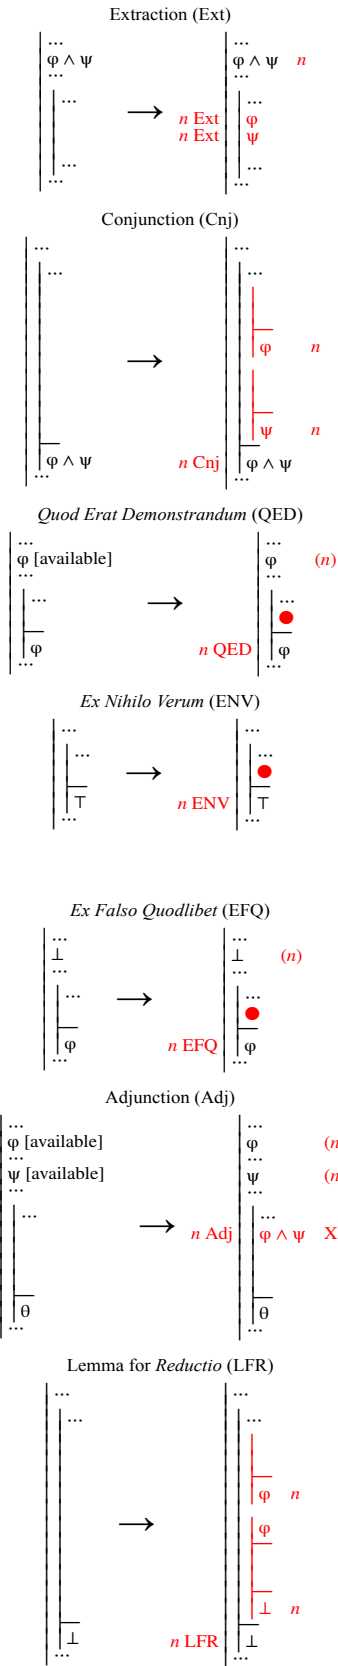 Extraction (Ext)
... ...
φ ∧ ψ φ ∧ ψ n
... → ...
n Ext φ
n Ext ψ
... ...
... ...
Conjunction (Cnj)
... ...
... ...
→ φ n
ψ n
φ ∧ ψ n Cnj φ ∧ ψ
... ...
Quod Erat Demonstrandum (QED)
... ...
φ [available] φ (n)
... ...
... → ...
φ n QED φ
... ...
Ex Nihilo Verum (ENV)
... ...
... → ...
⊤ n ENV ⊤
... ...
Ex Falso Quodlibet (EFQ)
... ...
⊥ ⊥ (n)
... ...
... → ...
φ n EFQ φ
... ...
Adjunction (Adj)
... ...
φ [available] φ (n
... ...
ψ [available] ψ (n
... ...
... ...
→ n Adj φ ∧ ψ X
θ θ
... ...
Lemma for Reductio (LFR)
... ...
... ...
φ n
→ φ
⊥ n
⊥ n LFR ⊥
... ...